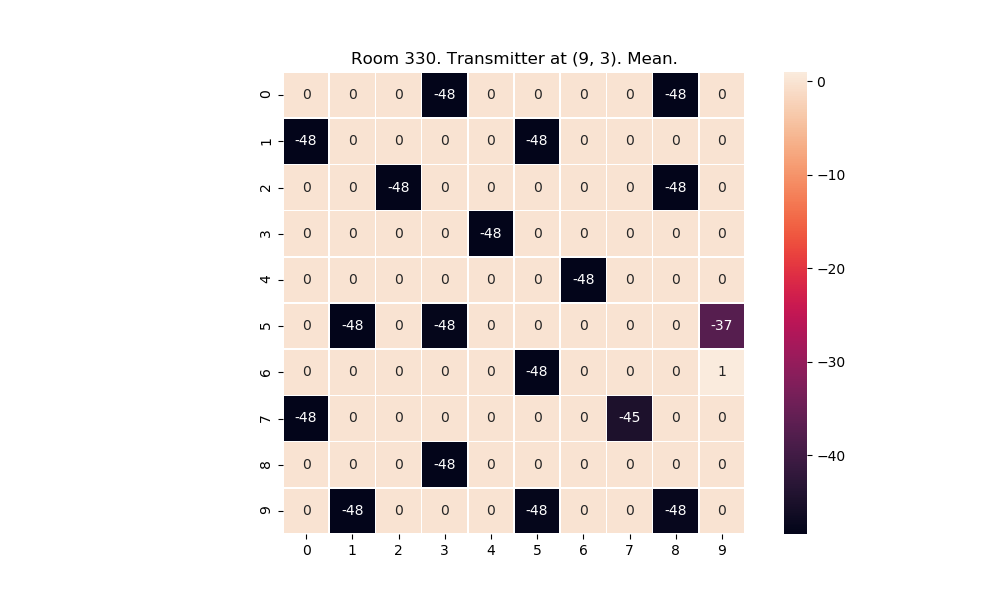 Room 330. Transmitter at (9, 3). Mean.
0 0 0 0 -48 0 0 0 0 -48 0
1 -48 0 0 0 0 -48 0 0 0 0
2 0 0 -48 0 0 0 0 0 -48 0
3 0 0 0 0 -48 0 0 0 0 0
4 0 0 0 0 0 0 -48 0 0 0
5 0 -48 0 -48 0 0 0 0 0 -37
6 0 0 0 0 0 -48 0 0 0 1
7 -48 0 0 0 0 0 0 -45 0 0
8 0 0 0 -48 0 0 0 0 0 0
9 0 -48 0 0 0 -48 0 0 -48 0
0 1 2 3 4 5 6 7 8 9
0
−10
−20
−30
−40